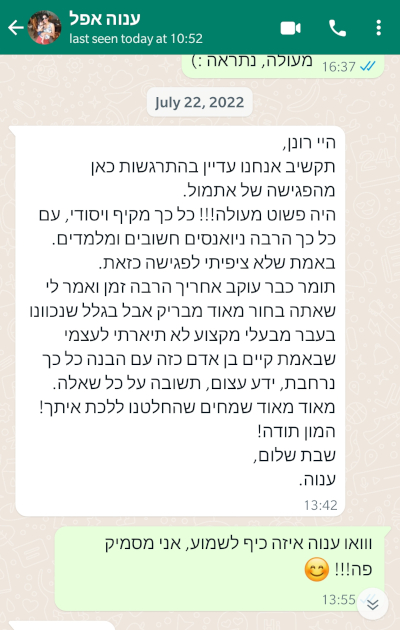 ענוה אפל
last seen today at 10:52
מעולה, נתראה :)
16:37
July 22, 2022
היי רונן,
תקשיב אנחנו עדיין בהתרגשות כאן
מהפגישה של אתמול.
היה פשוט מעולה!!! כל כך מקיף ויסודי, עם
כל כך הרבה ניואנסים חשובים ומלמדים.
באמת שלא ציפיתי לפגישה כזאת.
תומר כבר עוקב אחריך הרבה זמן ואמר לי
שאתה בחור מאוד מבריק אבל בגלל שנכוונו
בעבר מבעלי מקצוע לא תיארתי לעצמי
שבאמת קיים בן אדם כזה עם הבנה כל כך
נרחבת, ידע עצום, תשובה על כל שאלה.
מאוד מאוד שמחים שהחלטנו ללכת איתך!
המון תודה!
שבת שלום,
ענוה.
13:42
וווואו ענוה איזה כיף לשמוע, אני מסמיק
פה!!! 😊
13:55